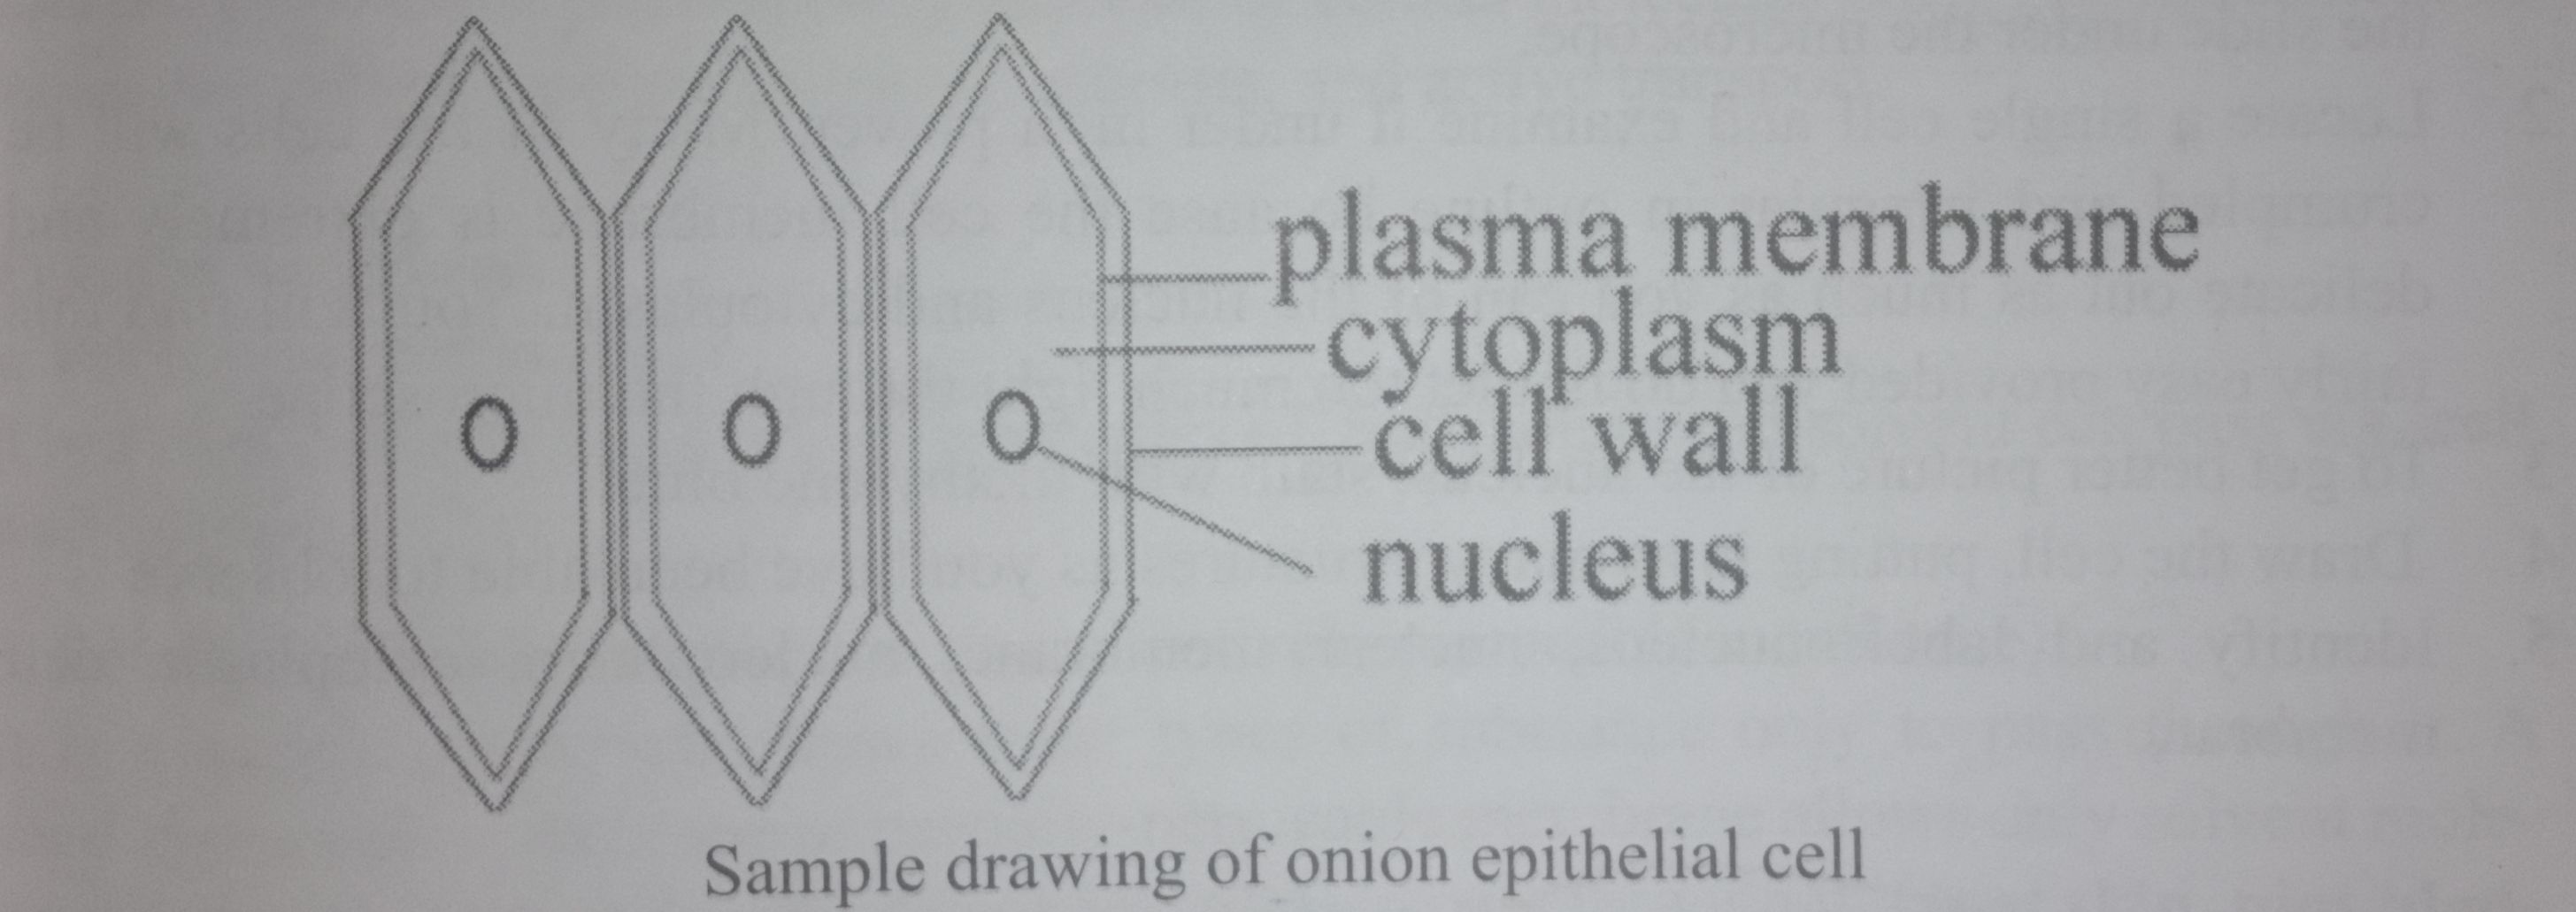 plasma membrane
cytoplasm
cell wall
nucleus
Sample drawing of onion epithelial cell